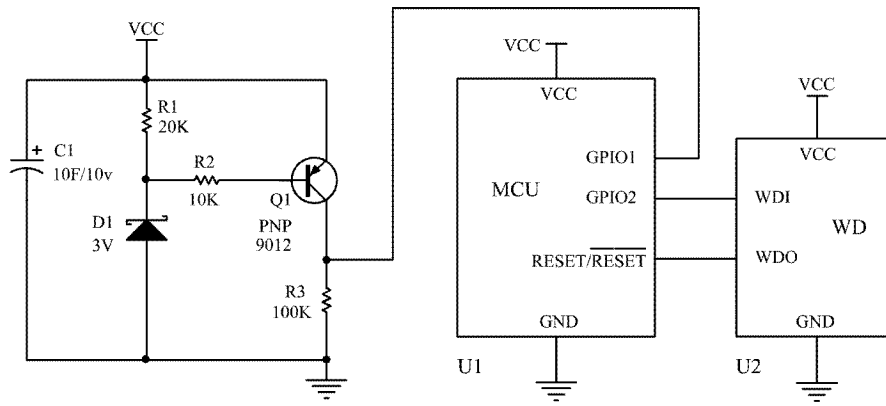 VCC
R1
20K
C1
10F/10v
R2
10K
Q1
PNP
9012
D1
3V
R3
100K
VCC
VCC
GPIO1
MCU
GPIO2
RESET/RESET
GND
U1
VCC
VCC
WDI
WD
WDO
GND
U2